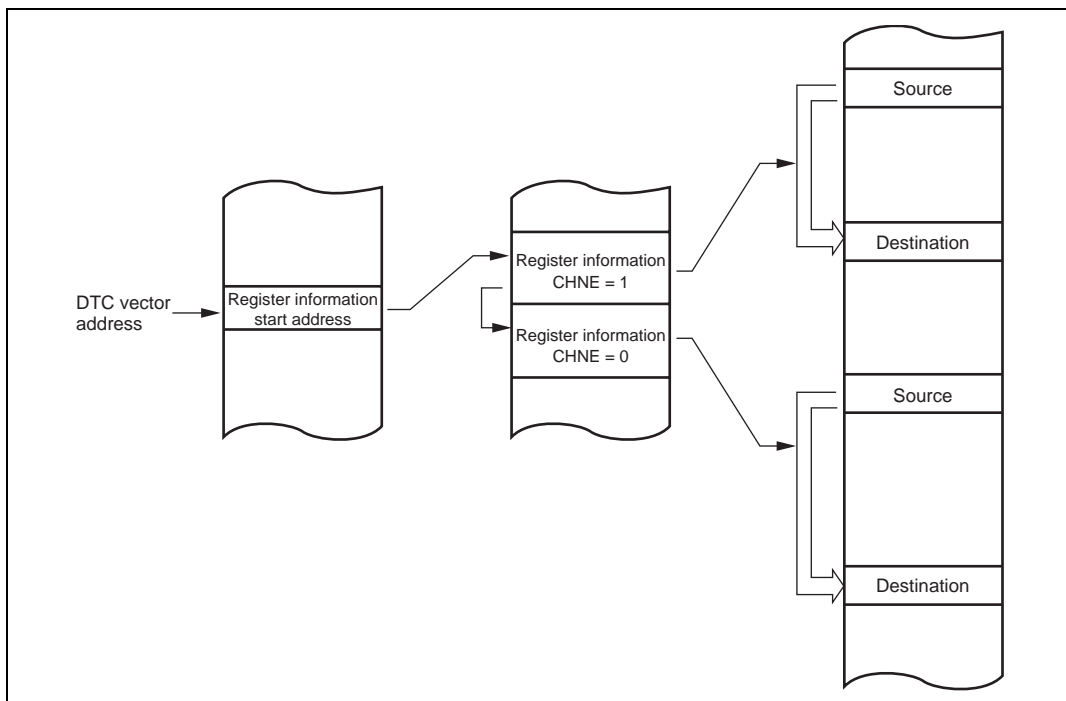 DTC vector
address
Register information
start address
Register information
CHNE = 1
Register information
CHNE = 0
Source
Destination
Source
Destination